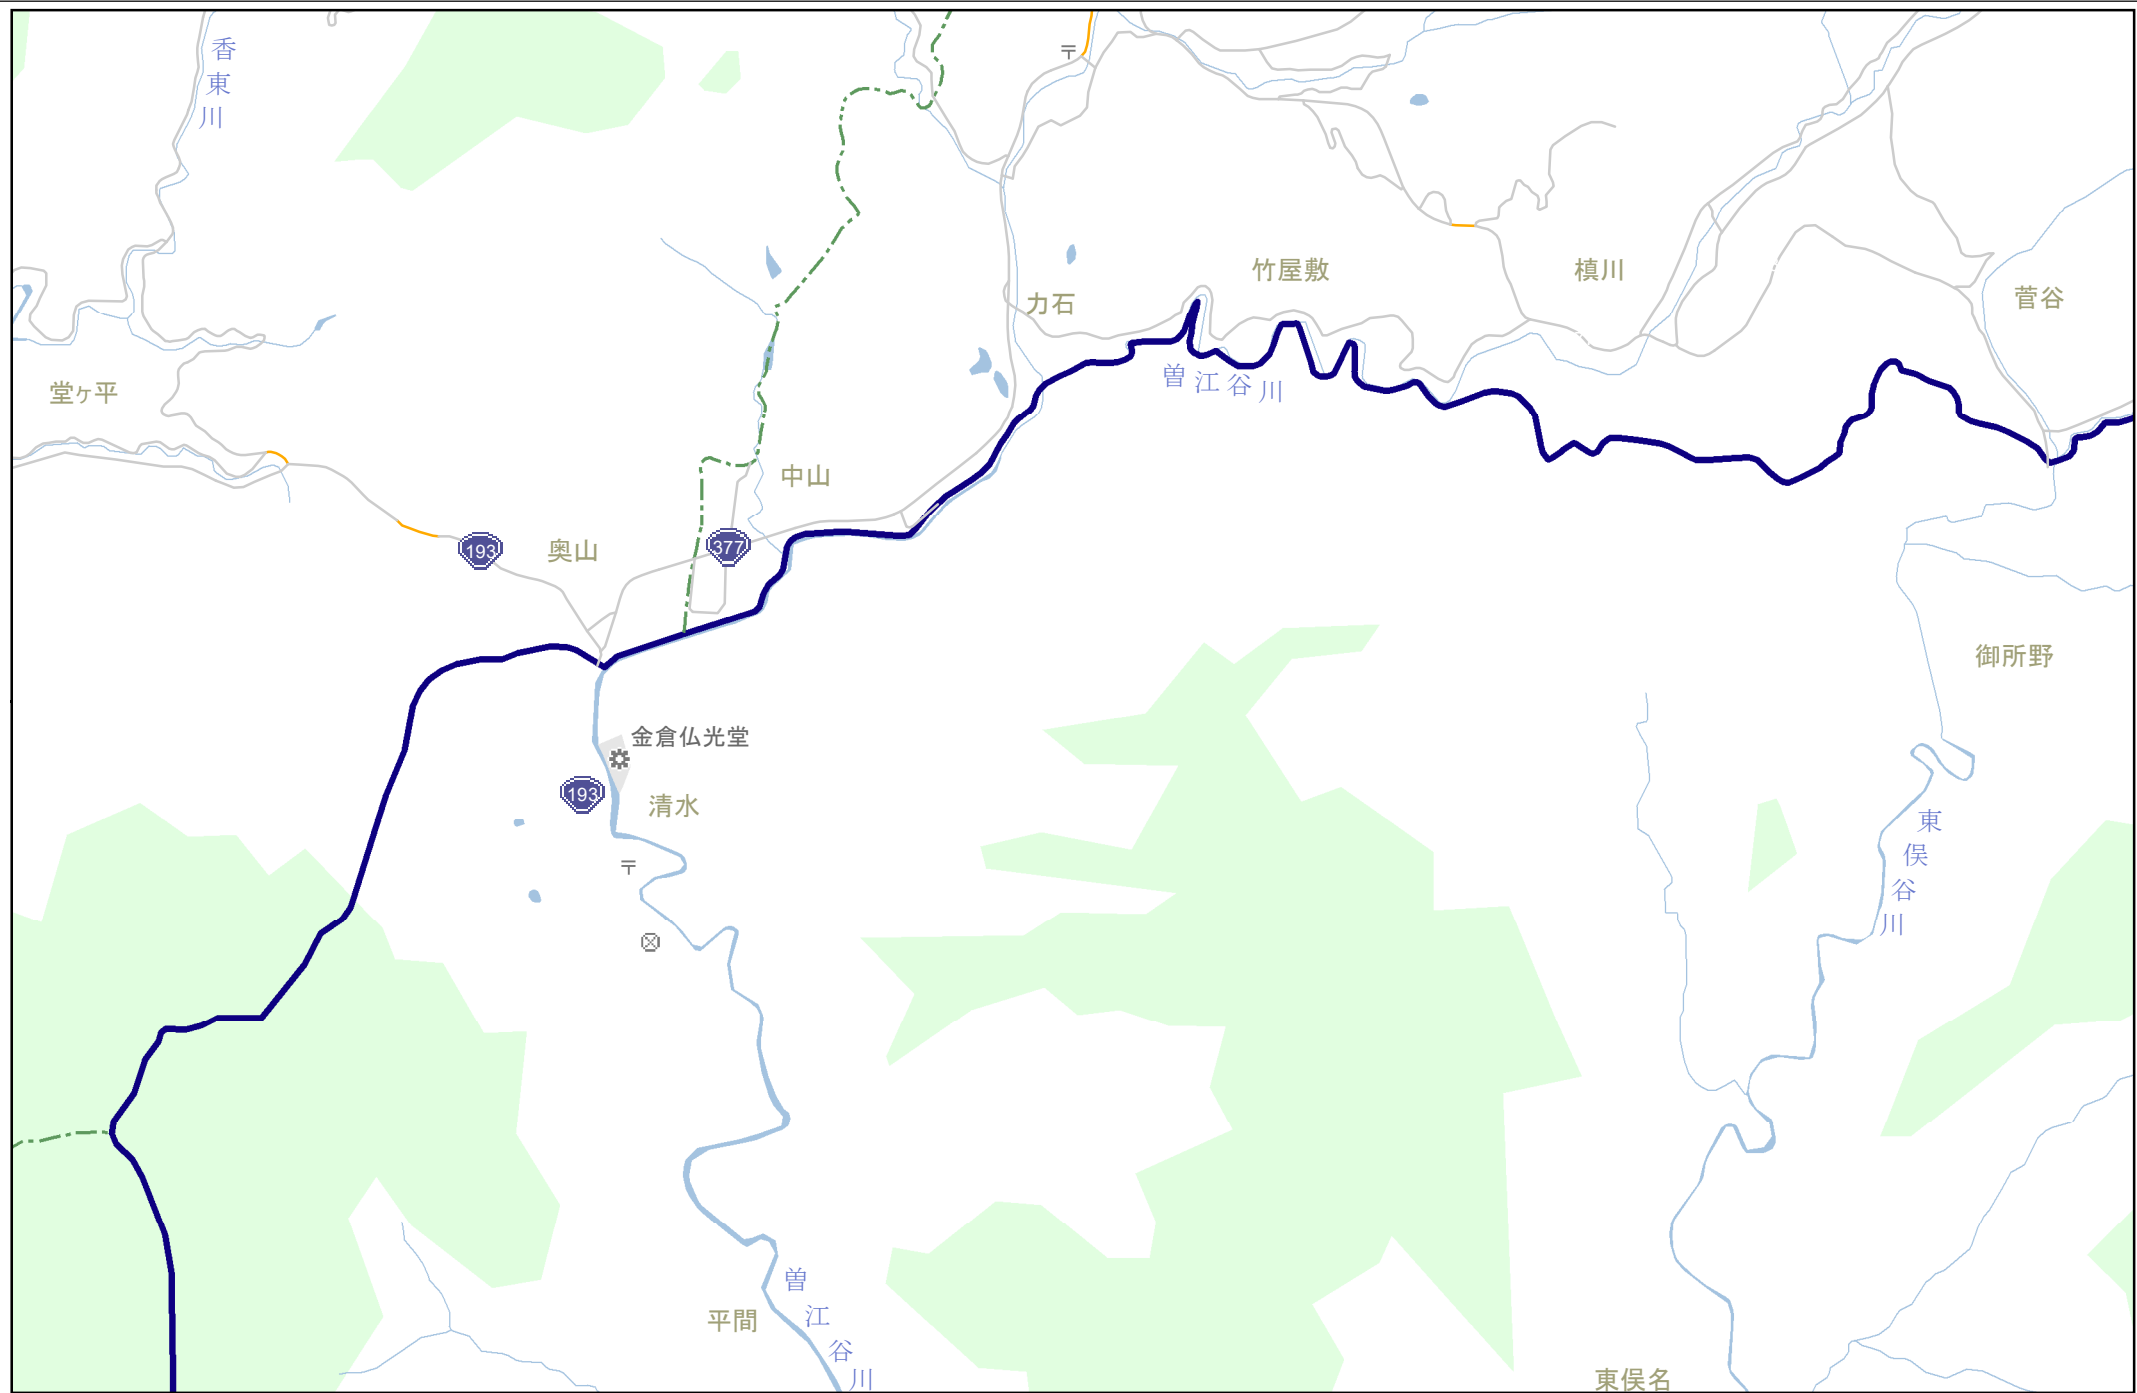 香東川
〒
竹屋敷
槙川
菅谷
力石
堂ヶ平
曽江谷川
中山
193
奥山
377
御所野
金倉仏光堂
193
清水
東俣谷川
〒
曽江谷川
平間
東俣名